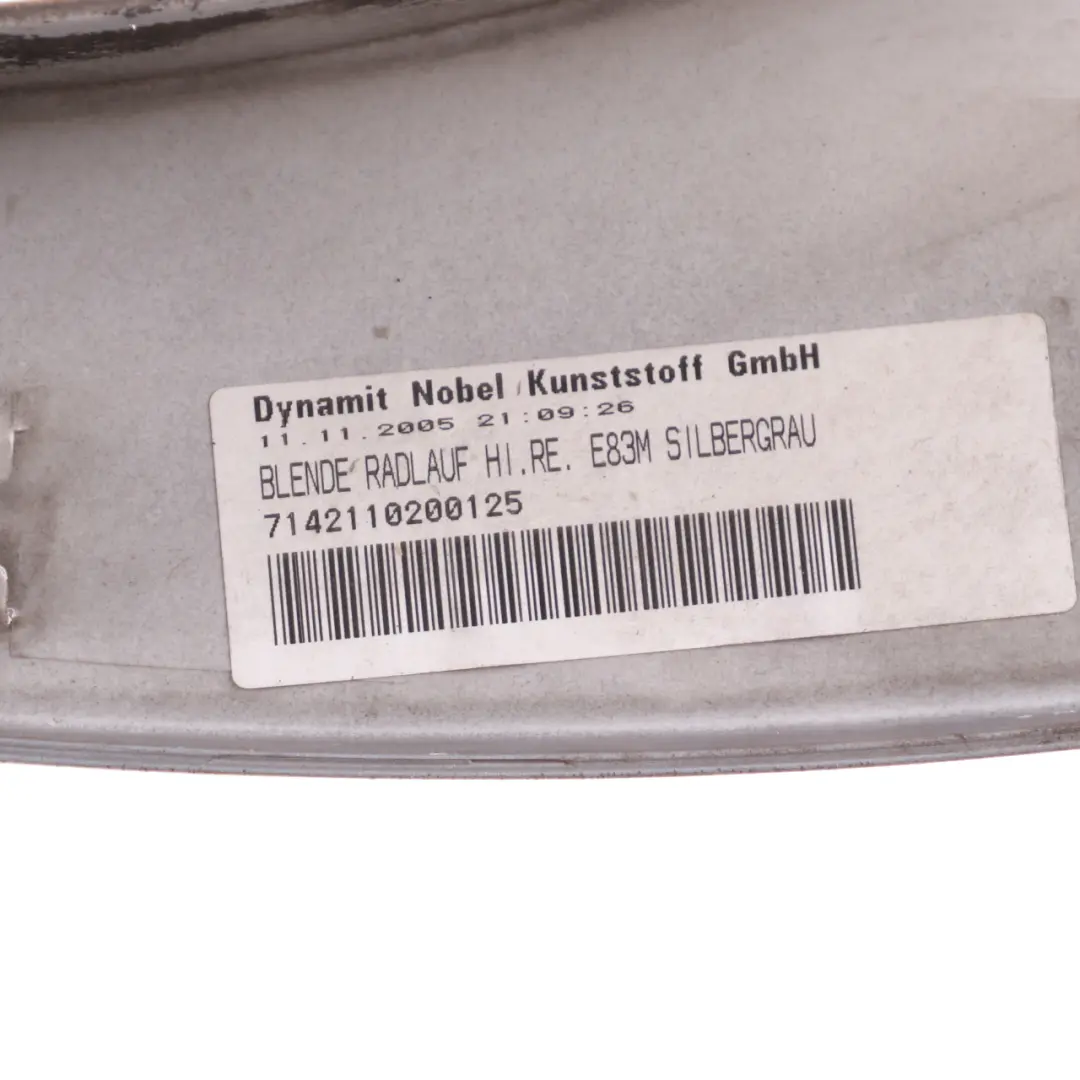 Dynamit Nobel Kunststoff GmbH
11.11.2005 21:09:26
BLENDE RADLAUF HI.RE. E83M SILBERGRAU
7142110200125